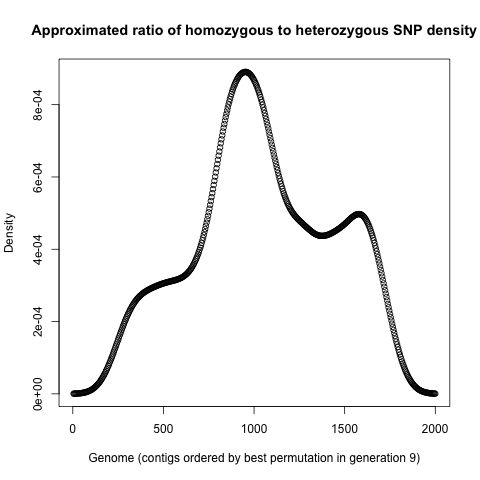 Approximated ratio of homozygous to heterozygous SNP density
Density
8e-04
6e-04
4e-04
2e-04
0e+00
0 500 1000 1500 2000
Genome (contigs ordered by best permutation in generation 9)